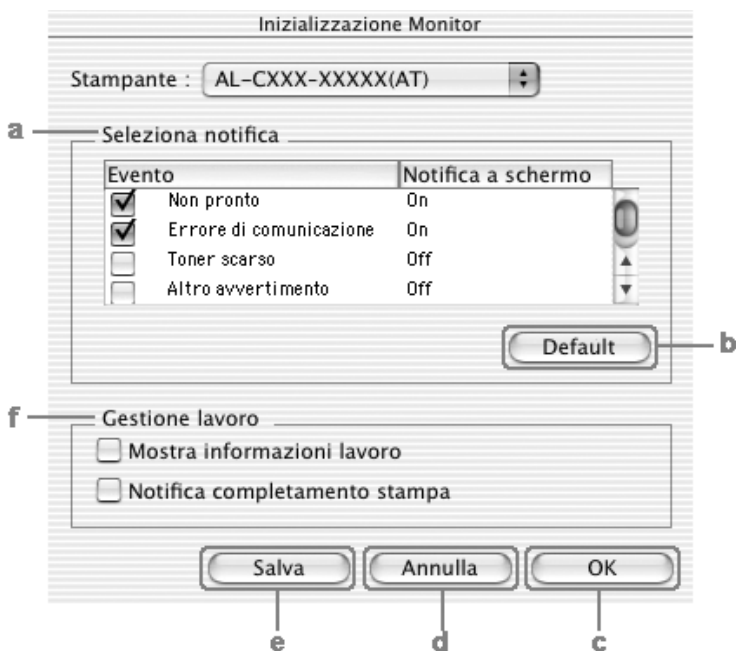 Inizializzazione Monitor
Stampante : AL-CXXX-XXXXX(AT)
a
Seleziona notifica
Evento Notifica a schermo
Non pronto On
Errore di comunicazione On
Toner scarso Off
Altro avvertimento Off
Default
b
f
Gestione lavoro
Mostra informazioni lavoro
Notifica completamento stampa
Salva Annulla OK
e d c